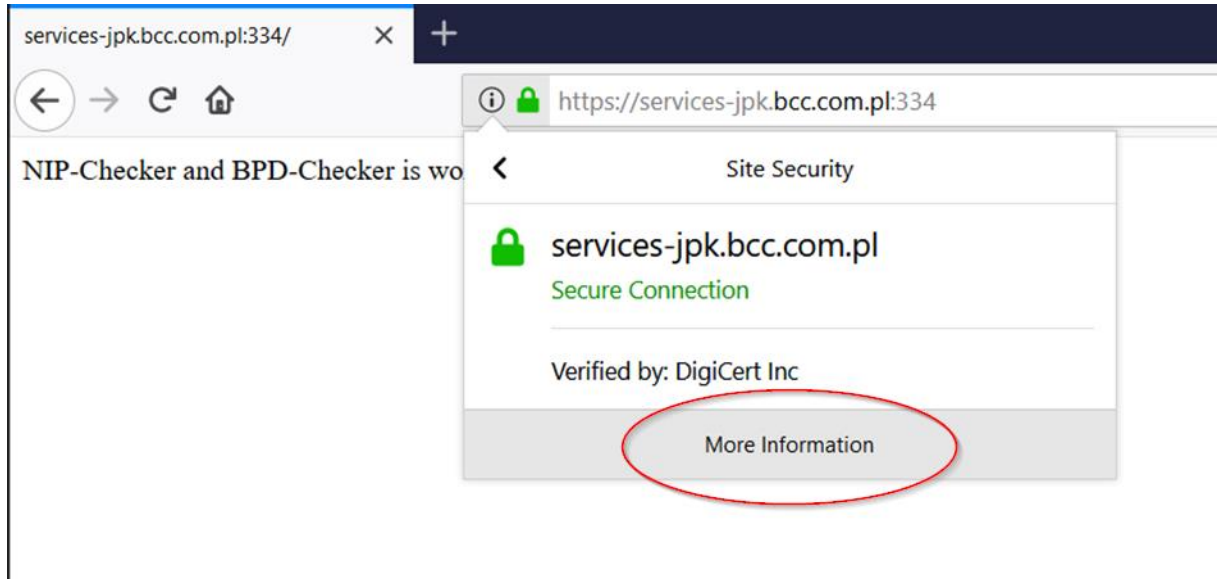 services-jpk.bcc.com.pl:334/
https://services-jpk.bcc.com.pl:334
NIP-Checker and BPD-Checker is
Site Security
services-jpk.bcc.com.pl
Secure Connection
Verified by: DigiCert Inc
More Information